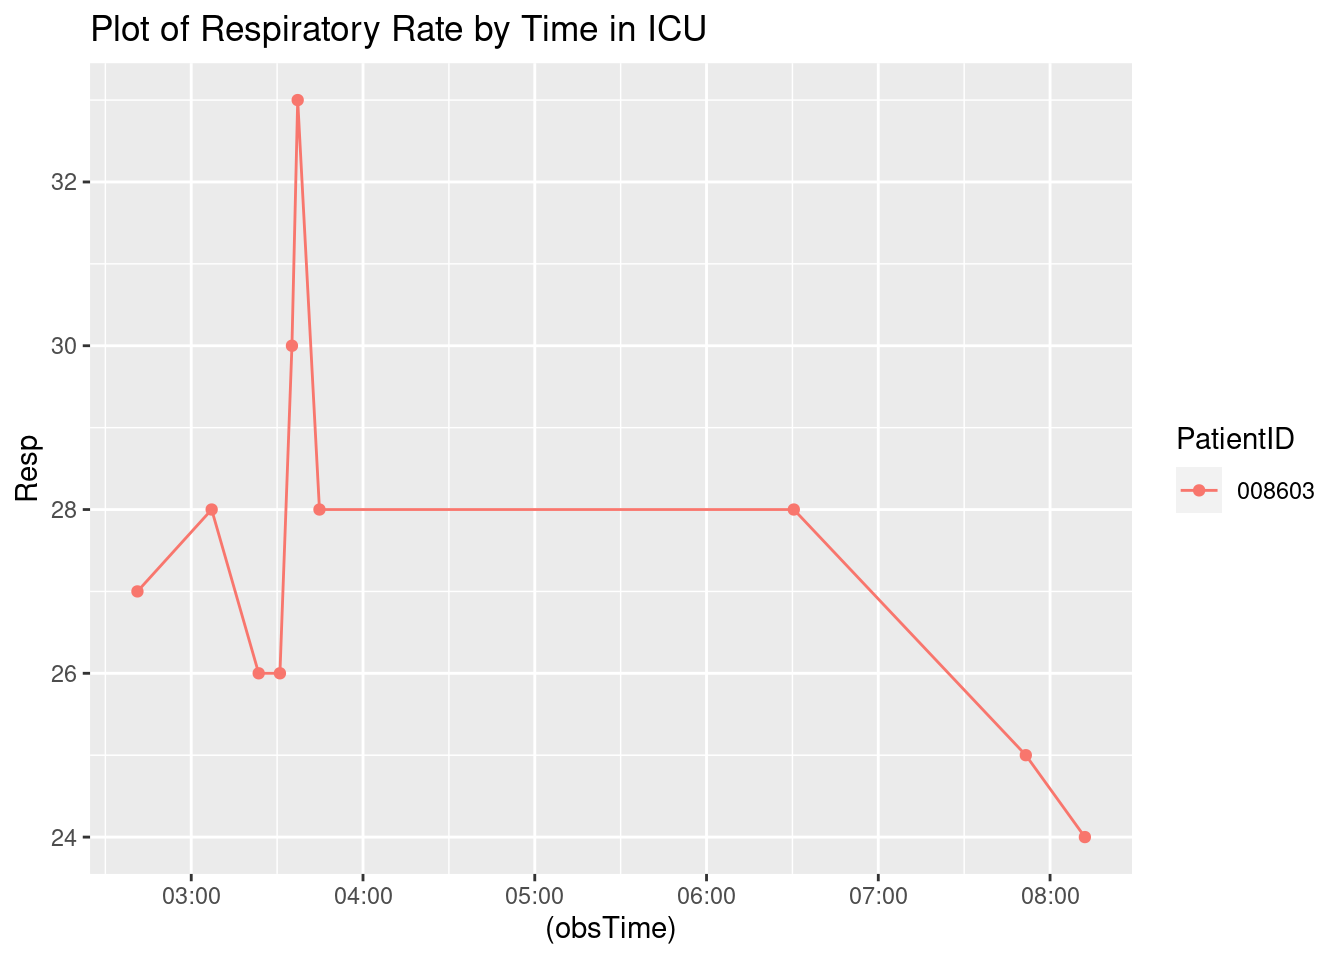 Plot of Respiratory Rate by Time in ICU
Resp
32
30
28
26
24
03:00 04:00 05:00 06:00 07:00 08:00
(obsTime)
PatientID
008603